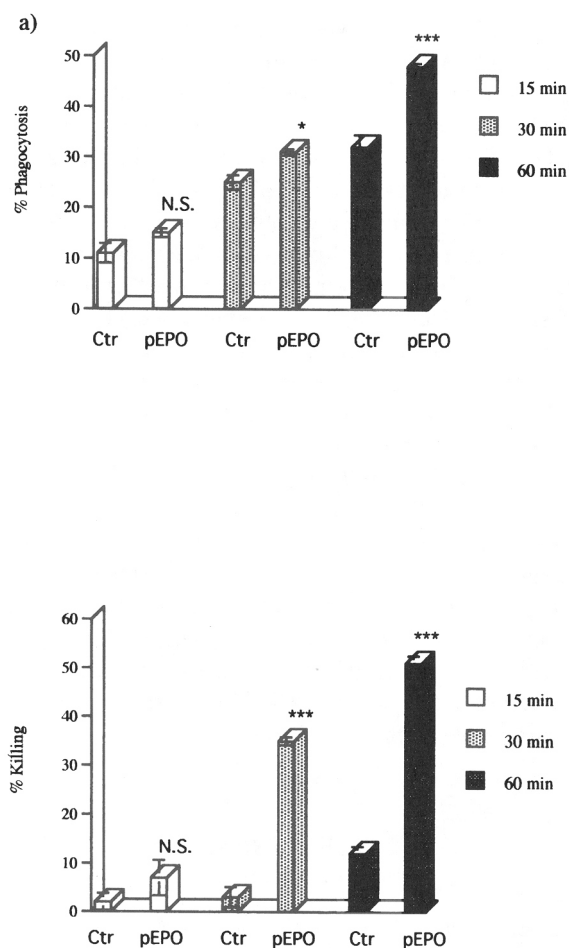 a)
***
50
15 min
40
*
30 min
% Phagocytosis
30
60 min
N.S.
20
10
0
Ctr pEPO Ctr pEPO Ctr pEPO
60
***
50
15 min
% Killing
40
***
30 min
30
60 min
20
N.S.
10
0
Ctr pEPO Ctr pEPO Ctr pEPO